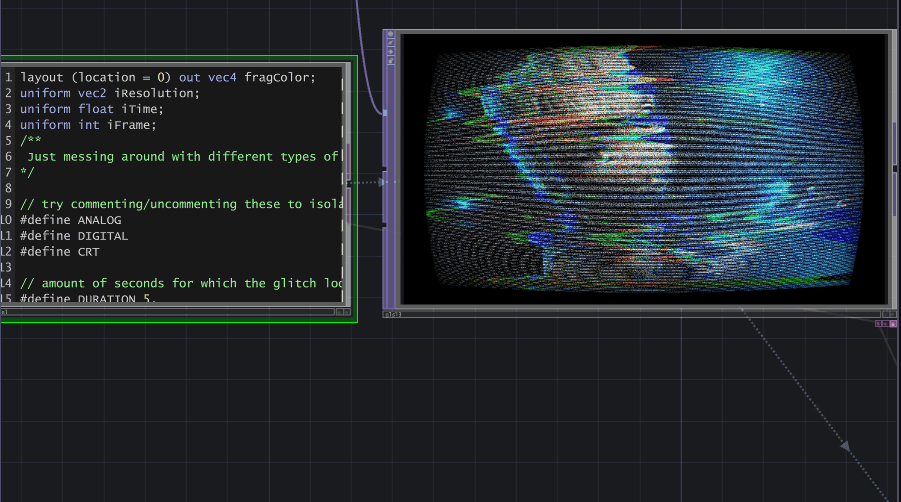 1 layout (location = 0) out vec4 fragColor;
2 uniform vec2 iResolution;
3 uniform float iTime;
4 uniform int iFrame;
5 /**
6 Just messing around with different types of
7 */
8
9 // try commenting/uncommenting these to isola
10 #define ANALOG
11 #define DIGITAL
12 #define CRT
13
14 // amount of seconds for which the glitch loo
15 #define DURATION 5.
glsl3